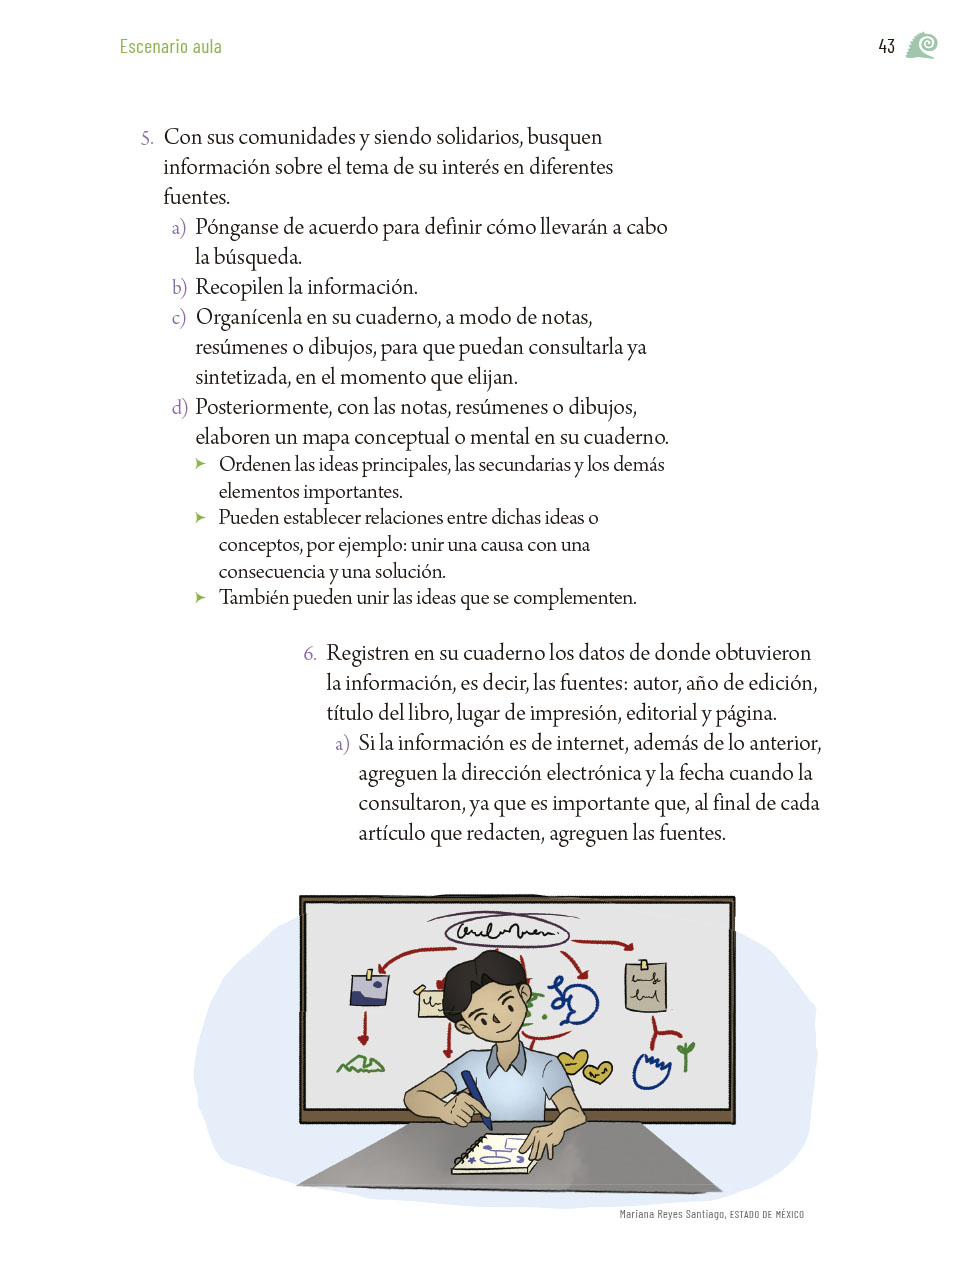 Escenario aula
43
5. Con sus comunidades y siendo solidarios, busquen
información sobre el tema de su interés en diferentes
fuentes.
a) Pónganse de acuerdo para definir cómo llevarán a cabo
la búsqueda.
b) Recopilen la información.
c) Organícenla en su cuaderno, a modo de notas,
resúmenes o dibujos, para que puedan consultarla ya
sintetizada, en el momento que elijan.
d) Posteriormente, con las notas, resúmenes o dibujos,
elaboren un mapa conceptual o mental en su cuaderno.
➤ Ordenen las ideas principales, las secundarias y los demás
elementos importantes.
➤ Pueden establecer relaciones entre dichas ideas o
conceptos, por ejemplo: unir una causa con una
consecuencia y una solución.
➤ También pueden unir las ideas que se complementen.
6. Registren en su cuaderno los datos de donde obtuvieron
la información, es decir, las fuentes: autor, año de edición,
título del libro, lugar de impresión, editorial y página.
a) Si la información es de internet, además de lo anterior,
agreguen la dirección electrónica y la fecha cuando la
consultaron, ya que es importante que, al final de cada
artículo que redacten, agreguen las fuentes.
Mariana Reyes Santiago, ESTADO DE MÉXICO